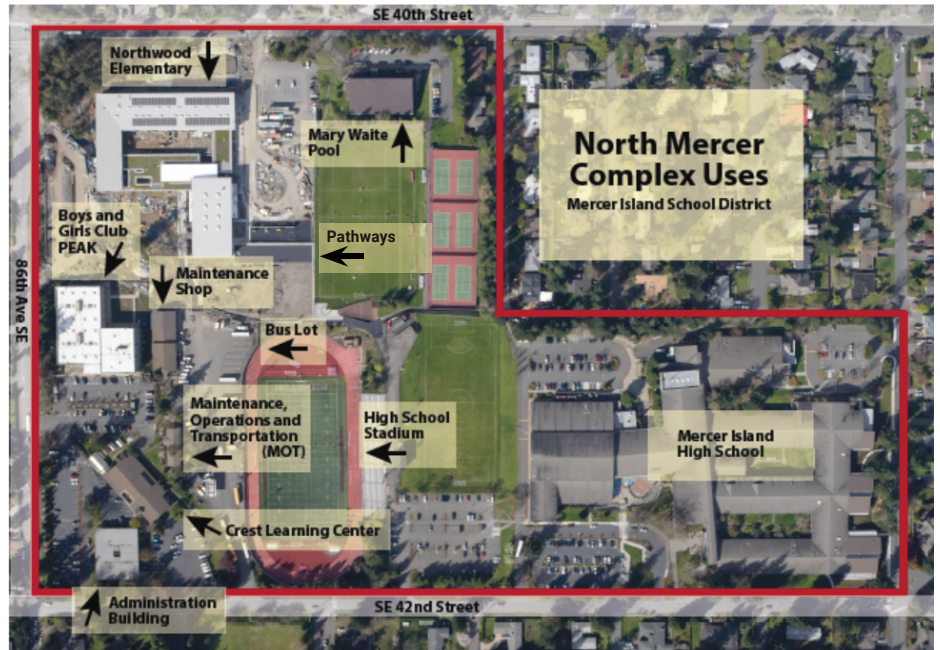 SE 40th Street
Northwood
Elementary
Mary Waite
Pool
North Mercer
Complex Uses
Mercer Island School District
Boys and
Girls Club
PEAK
Pathways
86th Ave SE
Maintenance
Shop
Bus Lot
Maintenance,
Operations and
Transportation
(MOT)
High School
Stadium
Mercer Island
High School
Crest Learning Center
Administration
Building
SE 42nd Street